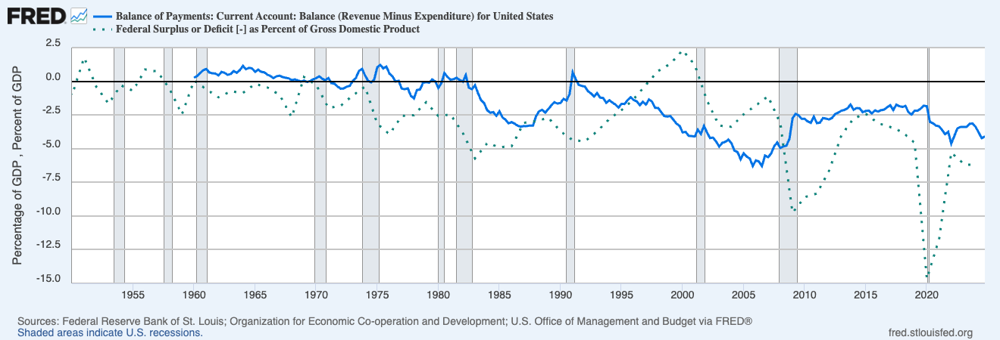 FRED
Balance of Payments: Current Account: Balance (Revenue Minus Expenditure) for United States
Federal Surplus or Deficit [-] as Percent of Gross Domestic Product
Percentage of GDP , Percent of GDP
2.5
0.0
-2.5
-5.0
-7.5
-10.0
-12.5
-15.0
1955 1960 1965 1970 1975 1980 1985 1990 1995 2000 2005 2010 2015 2020
Sources: Federal Reserve Bank of St. Louis; Organization for Economic Co-operation and Development; U.S. Office of Management and Budget via FRED®
Shaded areas indicate U.S. recessions.
fred.stlouisfed.org